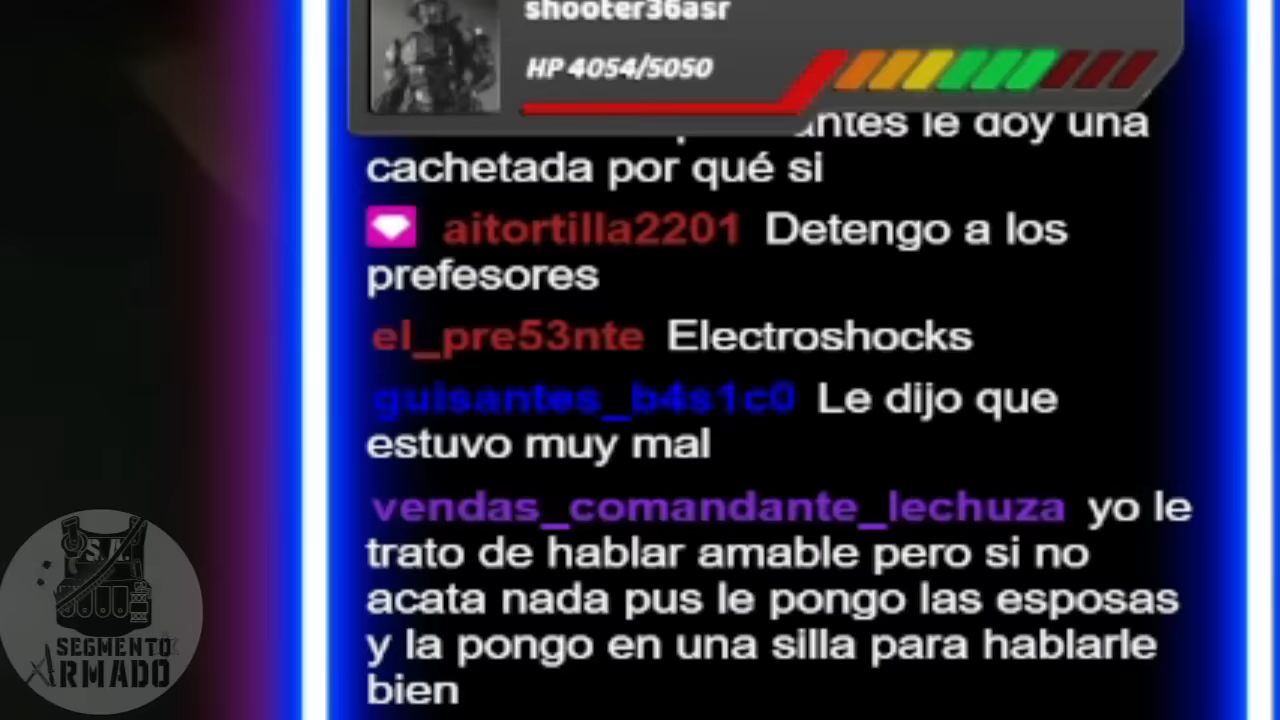 shooter36asr
HP 4054/5050
antes le doy una
cachetada por qué si
aitortilla2201 Detengo a los
prefesores
el_pre53nte Electroshocks
guisantes_b4s1c0 Le dijo que
estuvo muy mal
vendas_comandante_lechuza yo le
trato de hablar amable pero si no
acata nada pus le pongo las esposas
y la pongo en una silla para hablarle
bien
S.A.
SEGMENTO
ARMADO